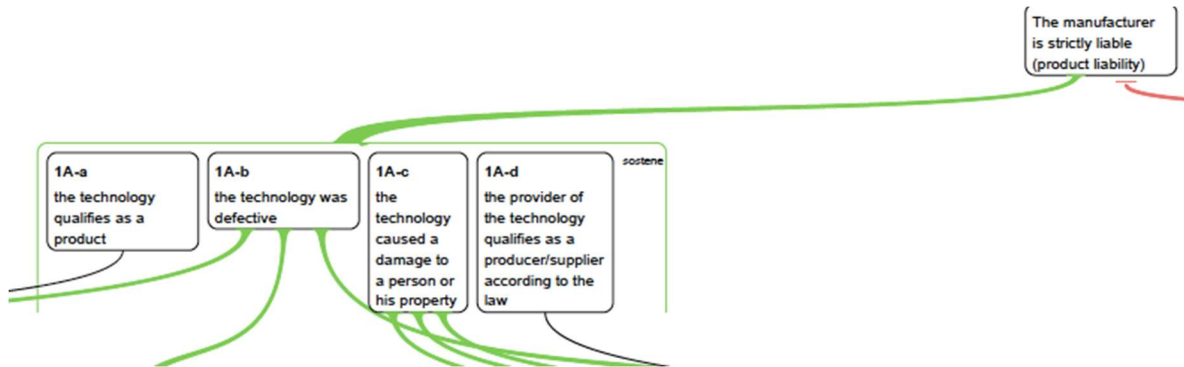 The manufacturer
is strictly liable
(product liability)
sostene
1A-a
the technology
qualifies as a
product
1A-b
the technology was
defective
1A-c
the
technology
caused a
damage to
a person or
his property
1A-d
the provider of
the technology
qualifies as a
producer/supplier
according to the
law